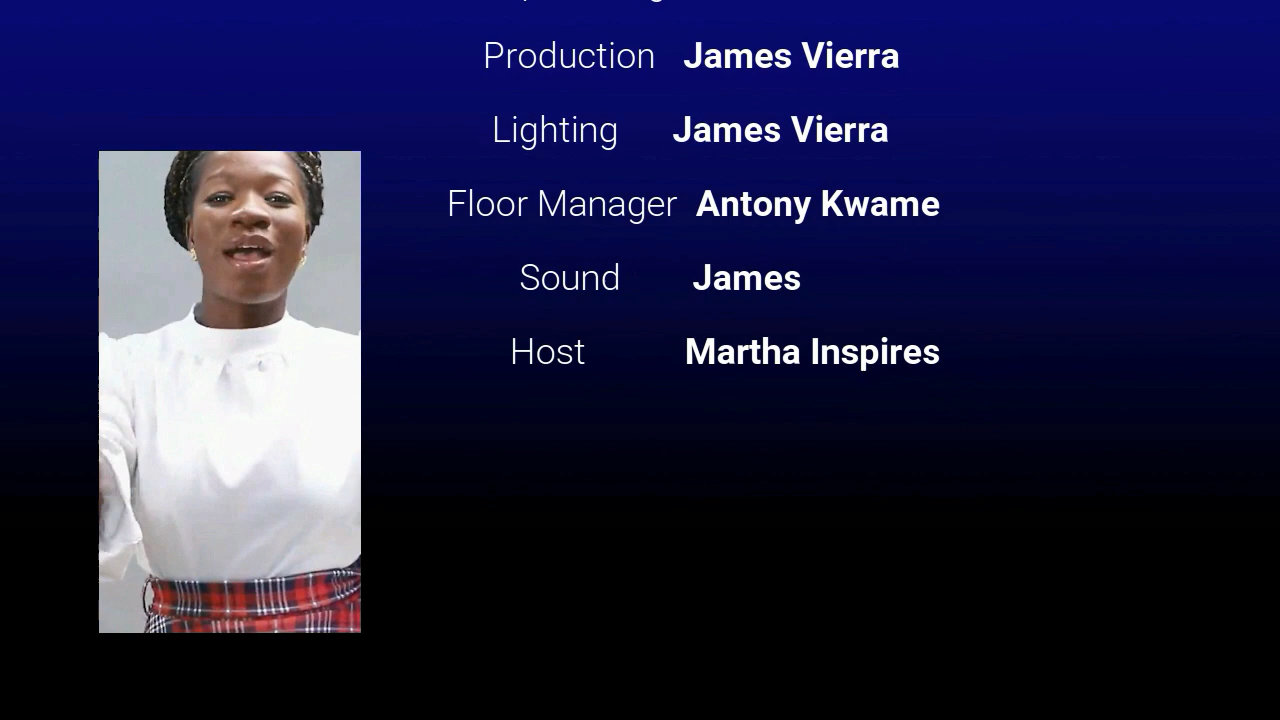 Production James Vierra
Lighting James Vierra
Floor Manager Antony Kwame
Sound James
Host Martha Inspires